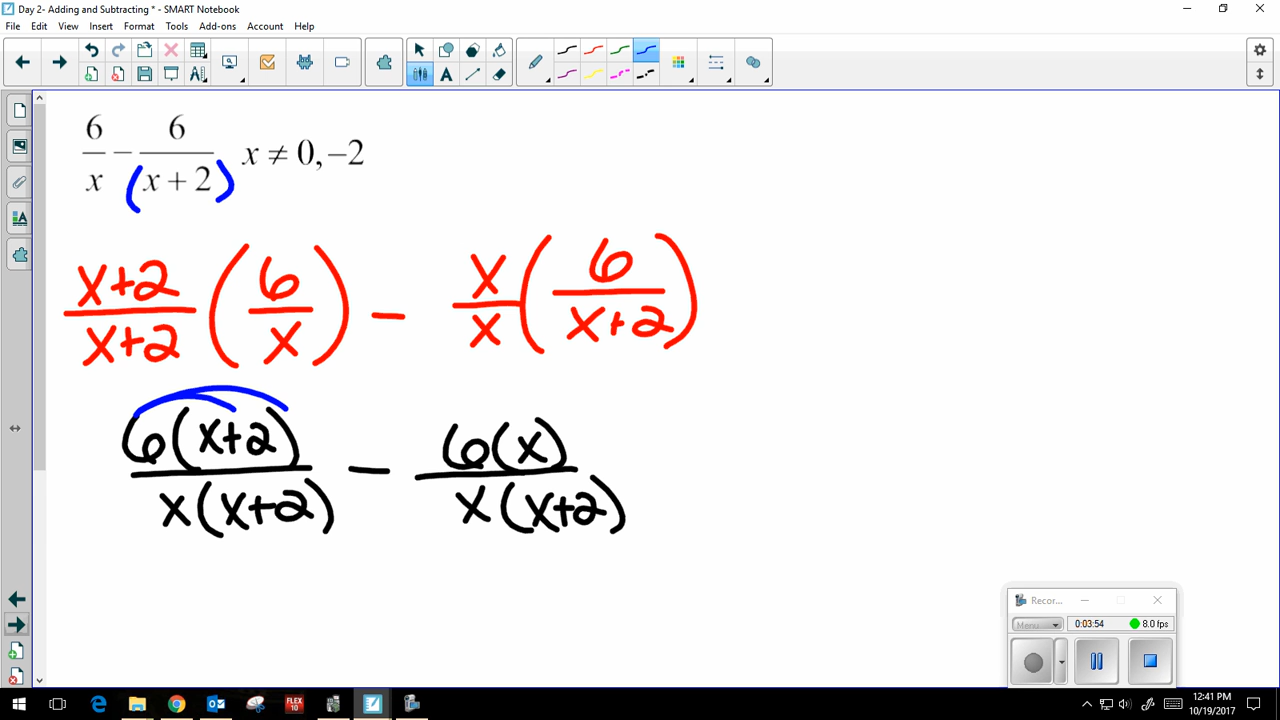 Day 2- Adding and Subtracting * - SMART Notebook
File Edit View Insert Format Tools Add-ons Account Help
6/x − 6/(x + 2) x ≠ 0, −2
x+2/x+2 (6/x) − x/x (6/x+2)
6(x+2)/x(x+2) − 6(x)/x(x+2)
Recor...
Menu 0:03:54 8.0 fps
FLEX 10
12:41 PM
10/19/2017